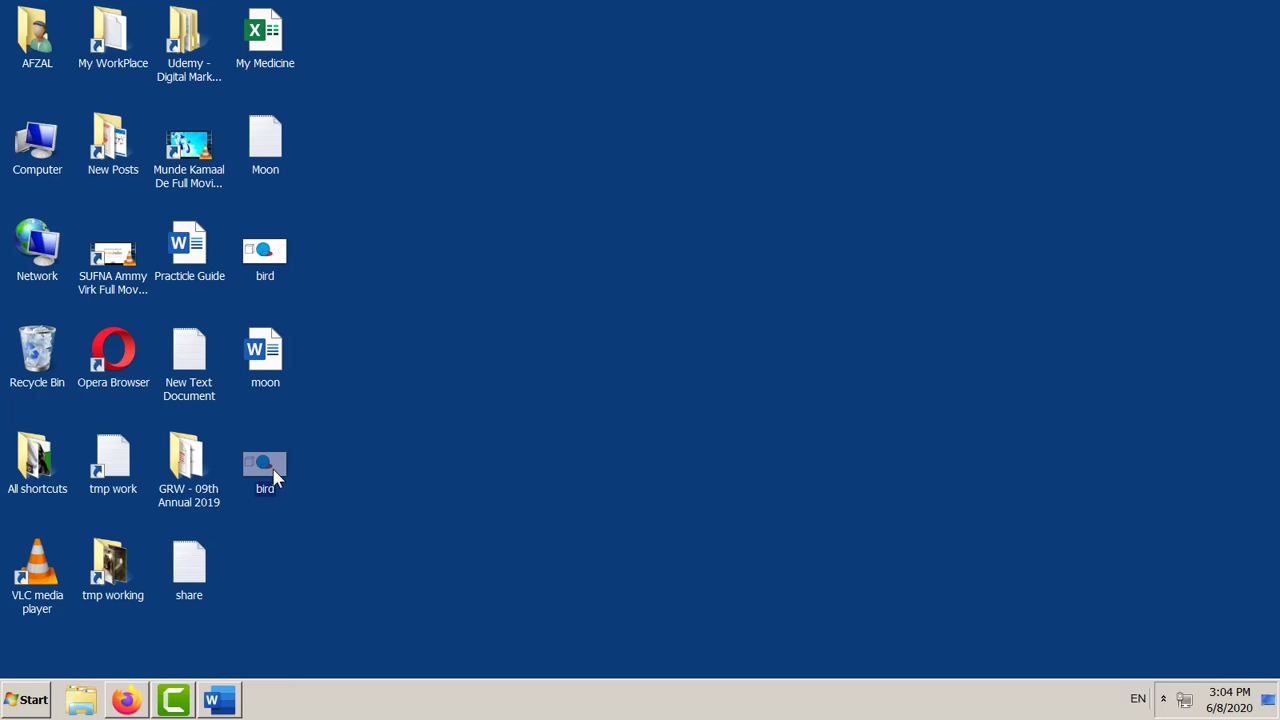 AFZAL
My WorkPlace
Udemy -
Digital Mark...
My Medicine
Computer
New Posts
Munde Kamaal
De Full Movi...
Moon
Network
SUFNA Ammy
Virk Full Mov...
Practicle Guide
bird
Recycle Bin
Opera Browser
New Text
Document
moon
All shortcuts
tmp work
GRW - 09th
Annual 2019
bird
VLC media
player
tmp working
share
Start
EN
3:04 PM
6/8/2020